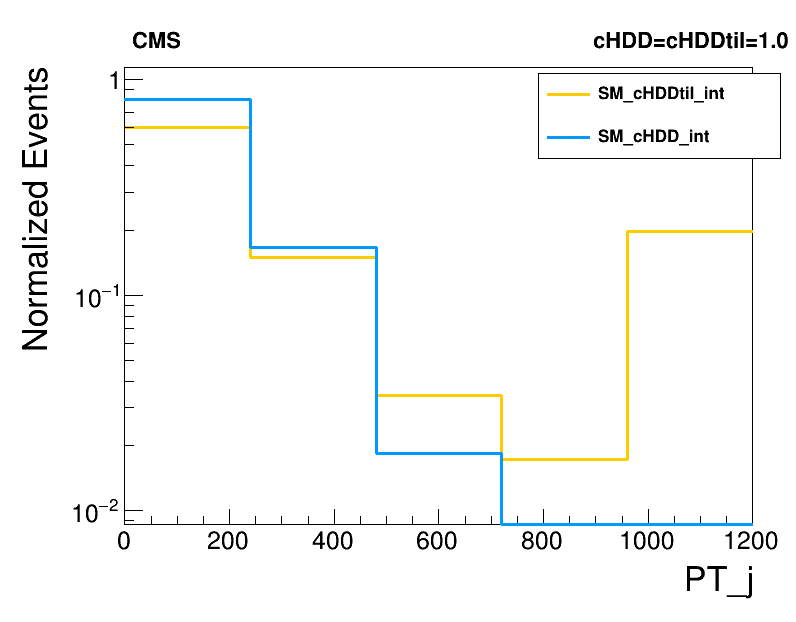 CMS
cHDD=cHDDtil=1.0
SM_cHDDtil_int
SM_cHDD_int
Normalized Events
1
10⁻¹
10⁻²
0 200 400 600 800 1000 1200
PT_j